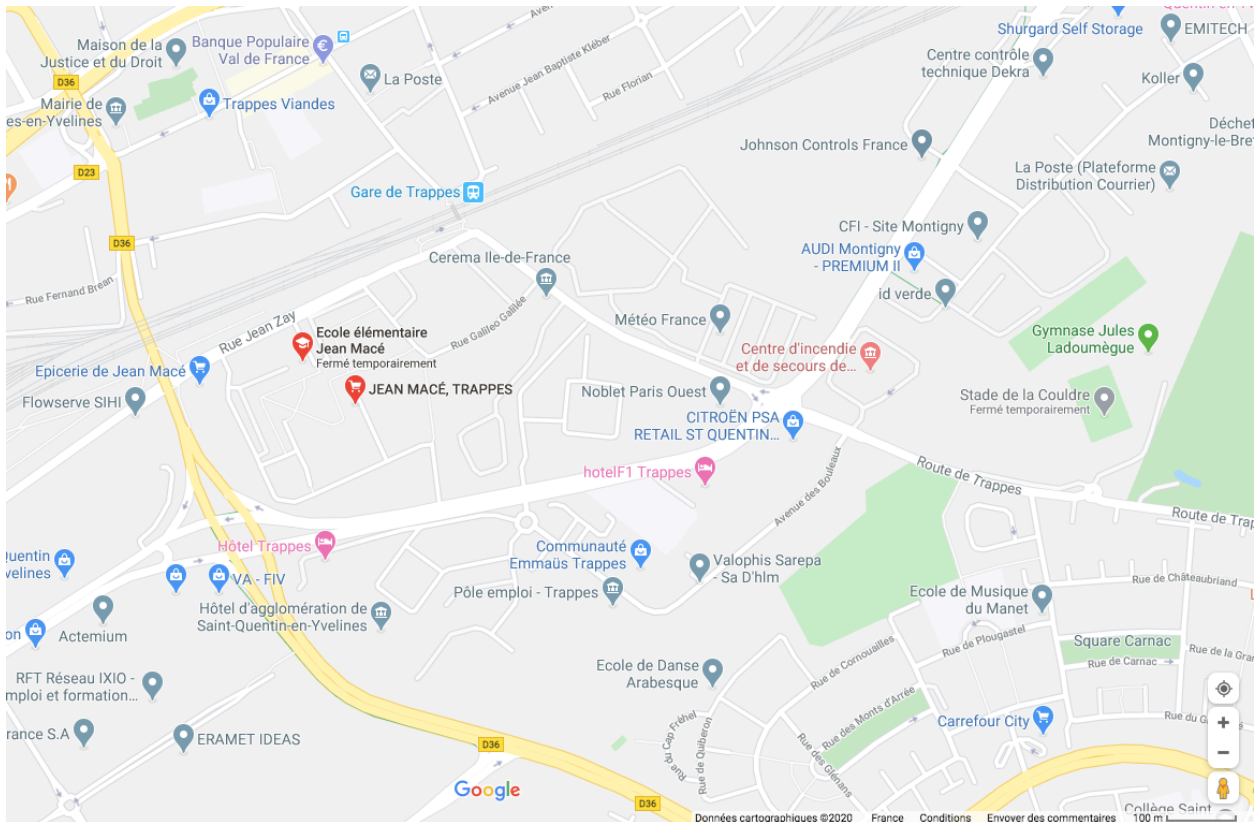 Shurgard Self Storage
EMITECH
Maison de la
Justice et du Droit
Banque Populaire
Val de France
Centre contrôle
technique Dekra
La Poste
Avenue Jean Baptiste Kléber
Rue Florian
Koller
D36
Trappes Viandes
Mairie de
es-en-Yvelines
Déchet
Montigny-le-Bret
Johnson Controls France
D23
La Poste (Plateforme
Distribution Courrier)
Gare de Trappes
CFI - Site Montigny
D36
AUDI Montigny
- PREMIUM II
Cerema Ile-de-France
Rue Fernand Brean
id verde
Rue Jean Zay
Rue Galileo Galilée
Météo France
Ecole élémentaire
Jean Macé
Fermé temporairement
Gymnase Jules
Ladoumègue
Centre d'incendie
et de secours de...
Epicerie de Jean Macé
JEAN MACÉ, TRAPPES
Noblet Paris Ouest
Stade de la Couldre
Fermé temporairement
Flowserve SIHI
CITROËN PSA
RETAIL ST QUENTIN...
hotelF1 Trappes
Route de Trappes
Avenue des Bouleaux
Route de Trap
Hôtel Trappes
Quentin
velines
Communauté
Emmaüs Trappes
Valophis Sarepa
- Sa D'hlm
VA - FIV
Pôle emploi - Trappes
Rue de Châteaubriand
Ecole de Musique
du Manet
Hôtel d'agglomération de
Saint-Quentin-en-Yvelines
on
Actemium
Rue de Plougastel
Square Carnac
Rue de Cornouailles
Rue de la Gran
Rue de Carnac
Ecole de Danse
Arabesque
RFT Réseau IXIO -
mploi et formation...
Rue des Monts d'Arrée
Rue du Cap Fréhel
Rue de Quiberon
Carrefour City
rance S.A
ERAMET IDEAS
D36
Rue des Glénans
Google
D36
Collège Saint
Données cartographiques ©2020 France Conditions Envoyer des commentaires 100 m